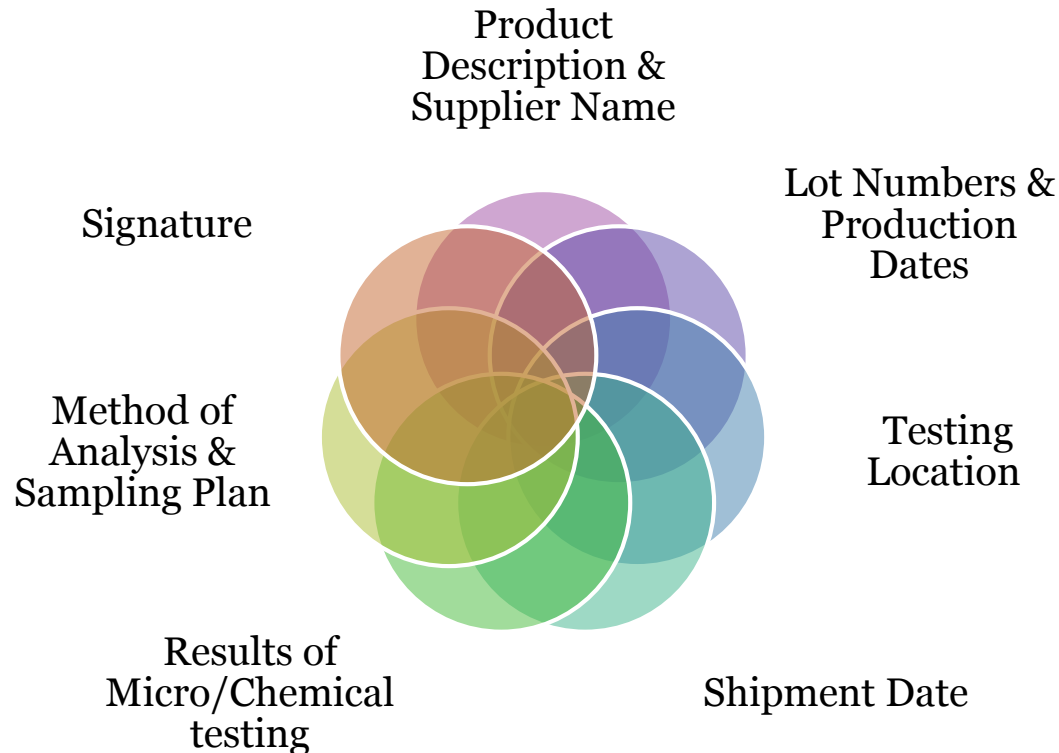 Product
Description &
Supplier Name
Lot Numbers &
Production
Dates
Testing
Location
Shipment Date
Results of
Micro/Chemical
testing
Method of
Analysis &
Sampling Plan
Signature